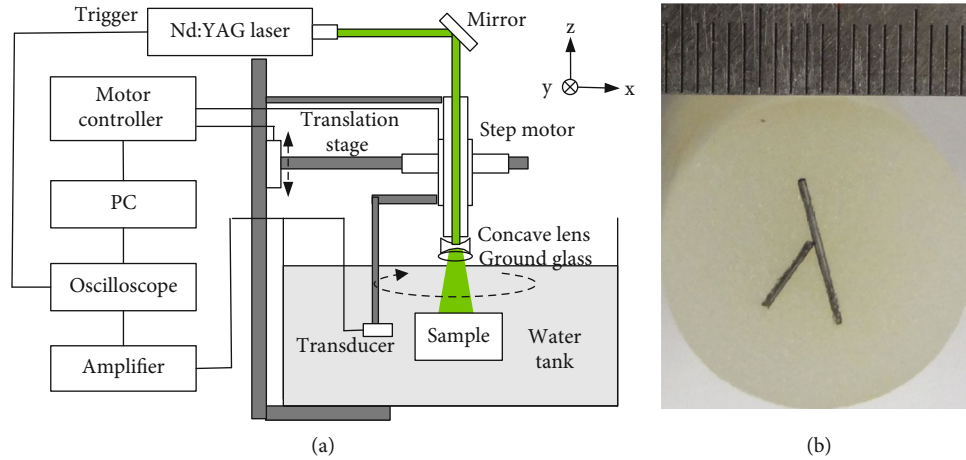 Trigger
Nd:YAG laser
Mirror
z
y
x
Motor
controller
Translation
stage
Step motor
PC
Concave lens
Ground glass
Oscilloscope
Transducer
Sample
Water
tank
Amplifier
(a)
(b)